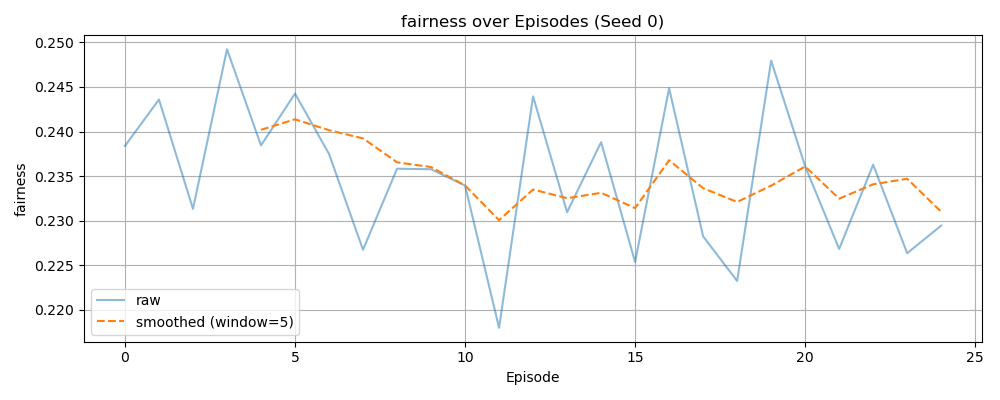 fairness over Episodes (Seed 0)
fairness
0.250
0.245
0.240
0.235
0.230
0.225
0.220
raw
smoothed (window=5)
0 5 10 15 20 25
Episode